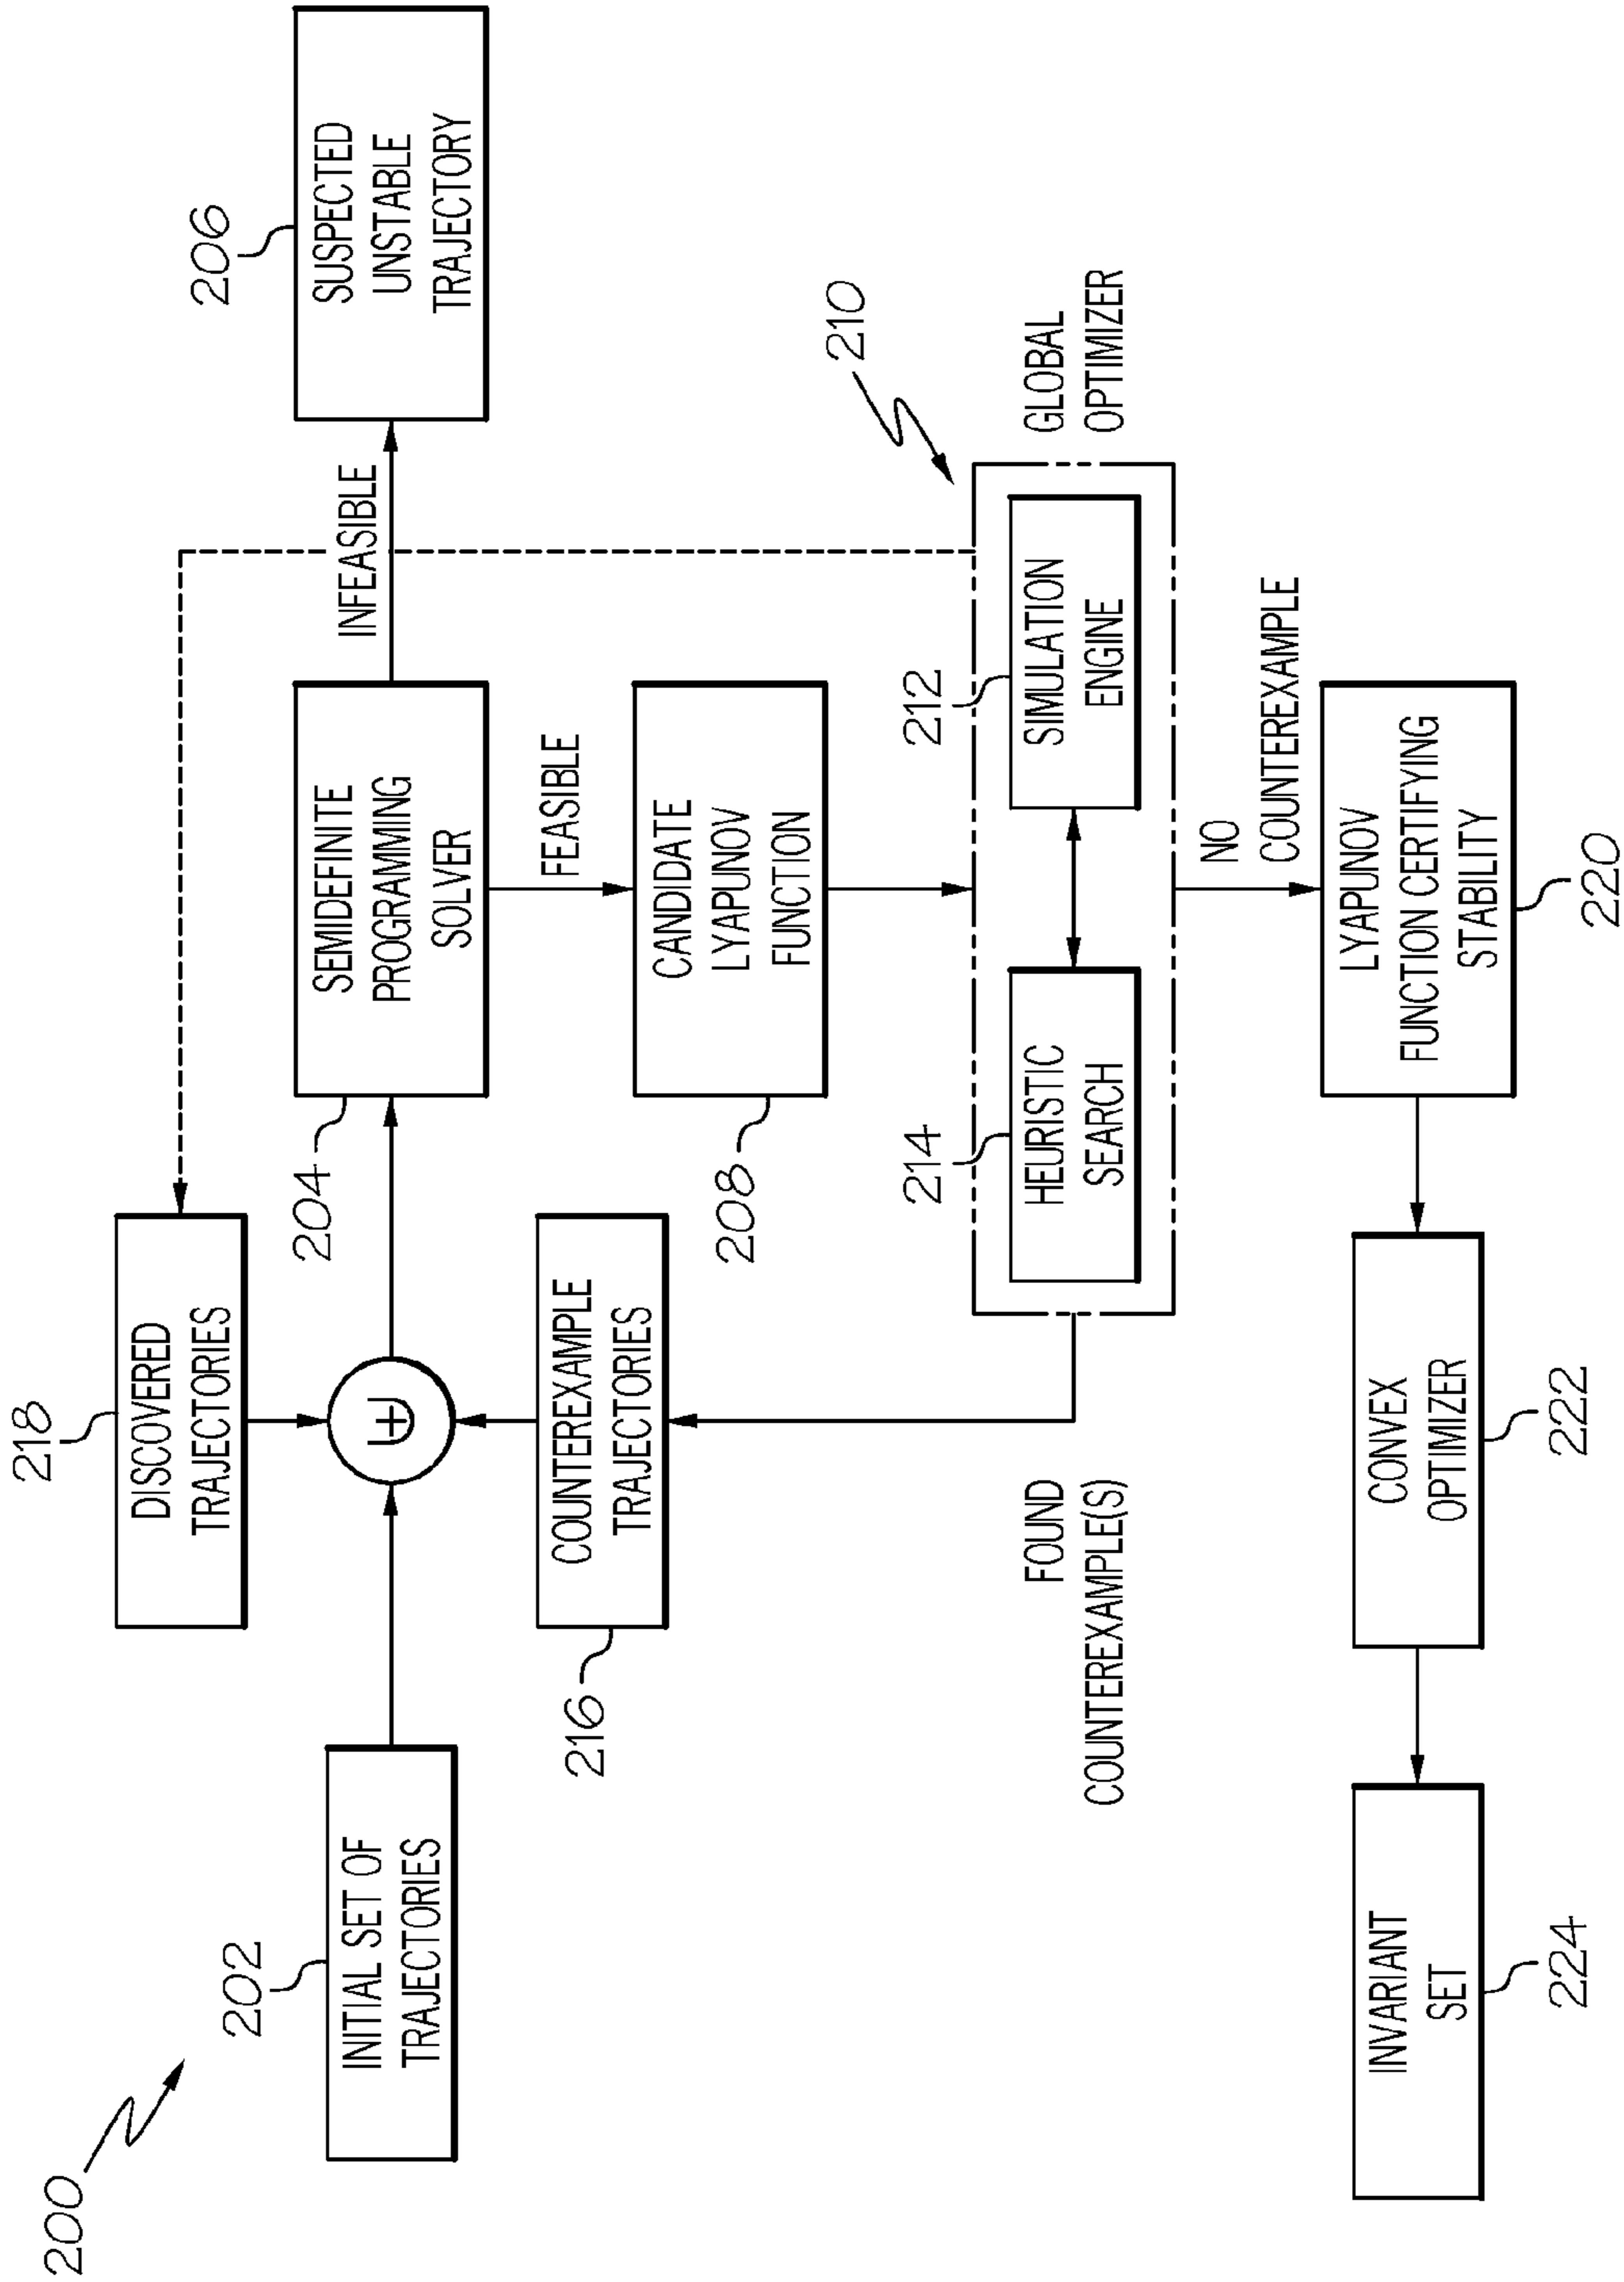 200
202
INITIAL SET OF
TRAJECTORIES
218
DISCOVERED
TRAJECTORIES
⊎
216
COUNTEREXAMPLE
TRAJECTORIES
204
SEMIDEFINITE
PROGRAMMING
SOLVER
INFEASIBLE
206
SUSPECTED
UNSTABLE
TRAJECTORY
FEASIBLE
208
CANDIDATE
LYAPUNOV
FUNCTION
210
GLOBAL
OPTIMIZER
214
HEURISTIC
SEARCH
212
SIMULATION
ENGINE
FOUND
COUNTEREXAMPLE(S)
NO
COUNTEREXAMPLE
LYAPUNOV
FUNCTION CERTIFYING
STABILITY
220
CONVEX
OPTIMIZER
222
INVARIANT
SET
224